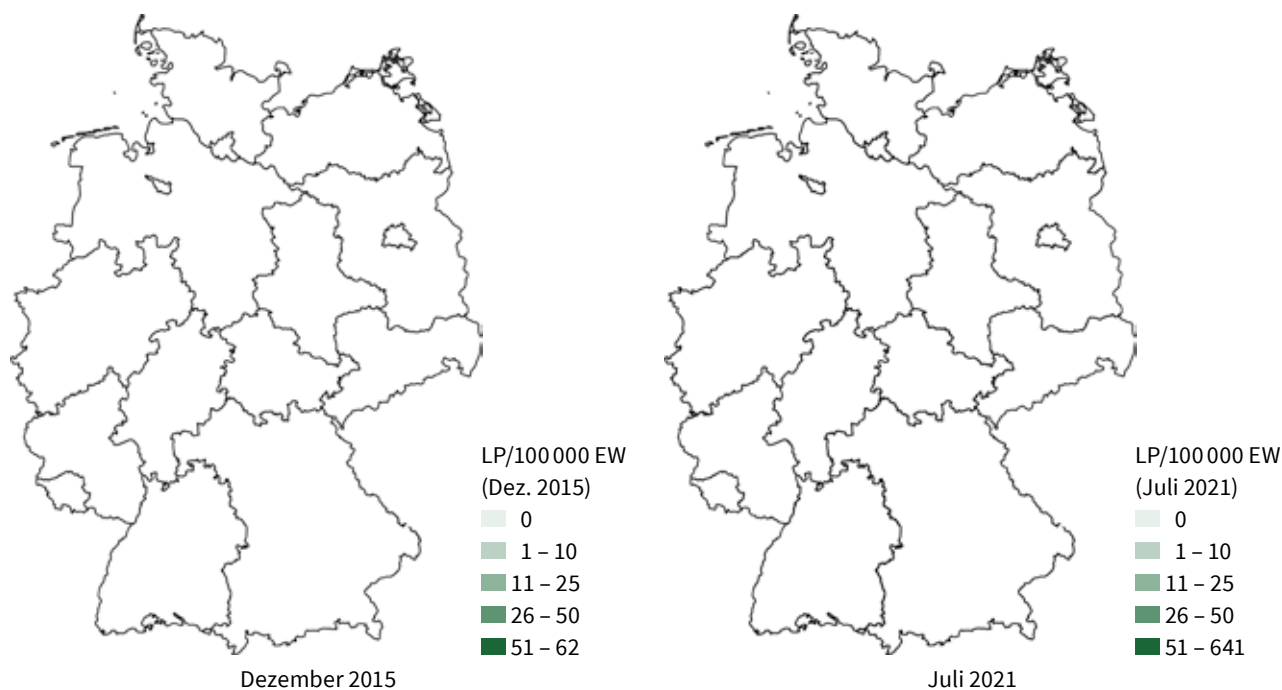 LP/100 000 EW
(Dez. 2015)
0
1 – 10
11 – 25
26 – 50
51 – 62
Dezember 2015
LP/100 000 EW
(Juli 2021)
0
1 – 10
11 – 25
26 – 50
51 – 641
Juli 2021